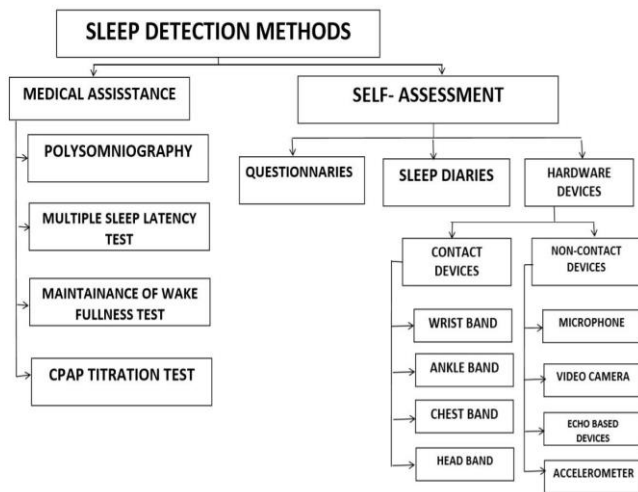 SLEEP DETECTION METHODS
MEDICAL ASSISSTANCE
SELF- ASSESSMENT
POLYSOMNIOGRAPHY
MULTIPLE SLEEP LATENCY
TEST
MAINTAINANCE OF WAKE
FULLNESS TEST
CPAP TITRATION TEST
QUESTIONNARIES
SLEEP DIARIES
HARDWARE
DEVICES
CONTACT
DEVICES
WRIST BAND
ANKLE BAND
CHEST BAND
HEAD BAND
NON-CONTACT
DEVICES
MICROPHONE
VIDEO CAMERA
ECHO BASED
DEVICES
ACCELEROMETER